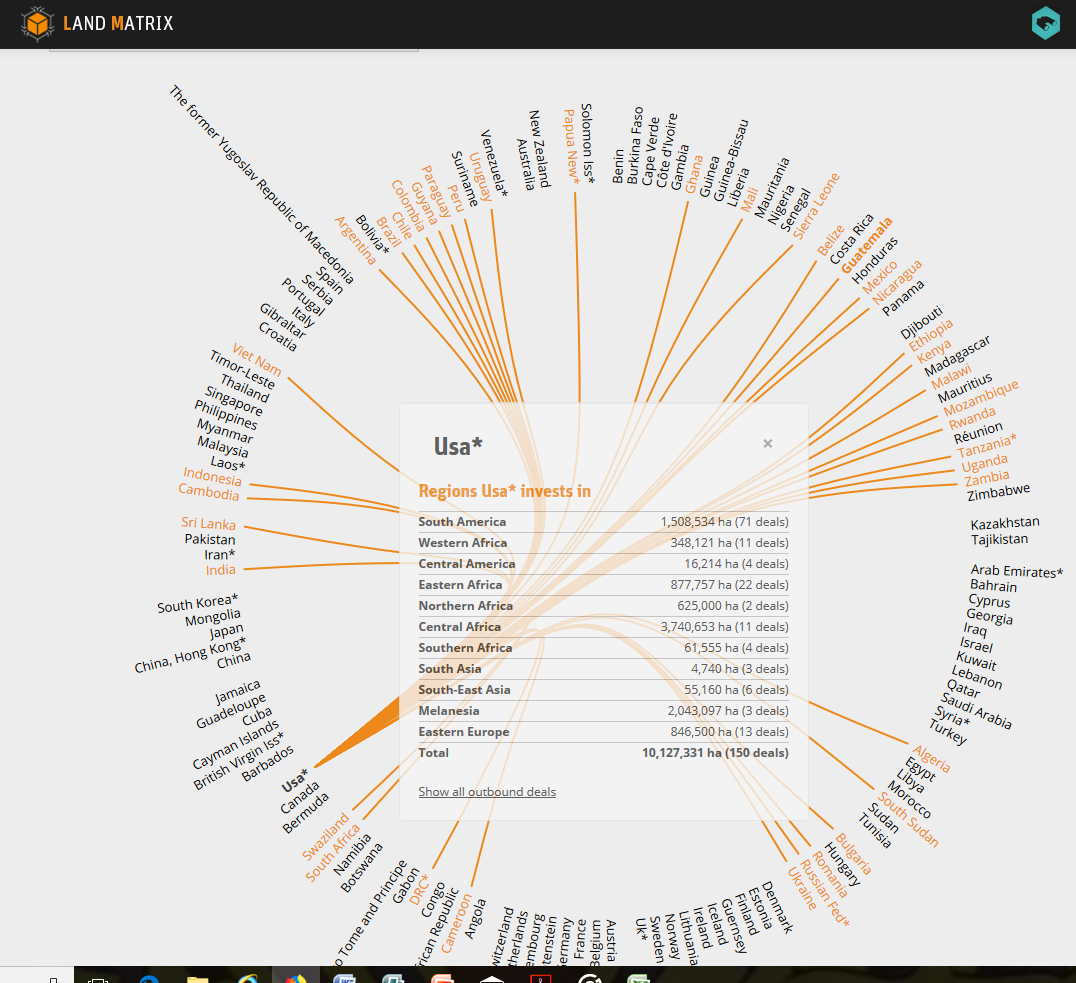 LAND MATRIX
The former Yugoslav Republic of Macedonia
Spain
Serbia
Portugal
Italy
Gibraltar
Croatia
Viet Nam
Timor-Leste
Thailand
Singapore
Philippines
Myanmar
Malaysia
Laos*
Indonesia
Cambodia
Sri Lanka
Pakistan
Iran*
India
South Korea*
Mongolia
Japan
China, Hong Kong*
China
Jamaica
Guadeloupe
Cuba
Cayman Islands
British Virgin Iss*
Barbados
Usa*
Canada
Bermuda
Swaziland
South Africa
Namibia
Botswana
o Tome and Principe
Gabon
DRC*
Congo
frican Republic
Cameroon
Angola
witzerland
therlands
embourg
tenstein
ermany
France
Belgium
Austria
Uk*
Sweden
Norway
Lithuania
Ireland
Iceland
Guernsey
Finland
Estonia
Denmark
Ukraine
Russian Fed*
Romania
Hungary
Bulgaria
Tunisia
Sudan
South Sudan
Morocco
Libya
Egypt
Algeria
Turkey
Syria*
Saudi Arabia
Qatar
Lebanon
Kuwait
Israel
Iraq
Georgia
Cyprus
Bahrain
Arab Emirates*
Tajikistan
Kazakhstan
Zimbabwe
Zambia
Uganda
Tanzania*
Réunion
Rwanda
Mozambique
Mauritius
Malawi
Madagascar
Kenya
Ethiopia
Djibouti
Panama
Nicaragua
Mexico
Honduras
Guatemala
Costa Rica
Belize
Sierra Leone
Senegal
Nigeria
Mauritania
Mali
Liberia
Guinea-Bissau
Guinea
Ghana
Gambia
Côte d'Ivoire
Cape Verde
Burkina Faso
Benin
Solomon Iss*
Papua New*
New Zealand
Australia
Venezuela*
Uruguay
Suriname
Peru
Paraguay
Guyana
Colombia
Chile
Brazil
Bolivia*
Argentina
Usa* ×
Regions Usa* invests in
South America 1,508,534 ha (71 deals)
Western Africa 348,121 ha (11 deals)
Central America 16,214 ha (4 deals)
Eastern Africa 877,757 ha (22 deals)
Northern Africa 625,000 ha (2 deals)
Central Africa 3,740,653 ha (11 deals)
Southern Africa 61,555 ha (4 deals)
South Asia 4,740 ha (3 deals)
South-East Asia 55,160 ha (6 deals)
Melanesia 2,043,097 ha (3 deals)
Eastern Europe 846,500 ha (13 deals)
Total 10,127,331 ha (150 deals)
Show all outbound deals